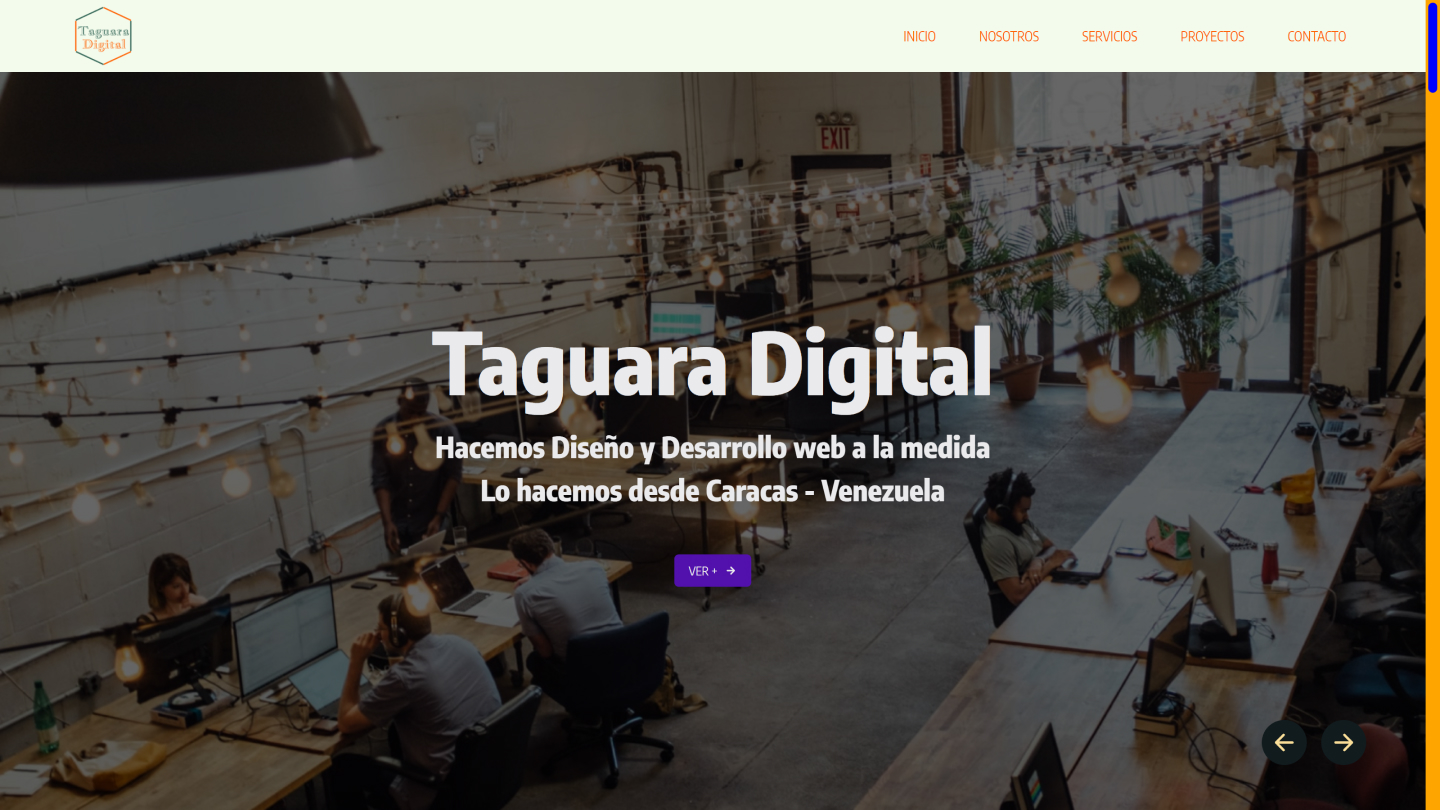 Taguara
Digital
INICIO
NOSOTROS
SERVICIOS
PROYECTOS
CONTACTO
EXIT
Taguara Digital
Hacemos Diseño y Desarrollo web a la medida
Lo hacemos desde Caracas - Venezuela
VER +